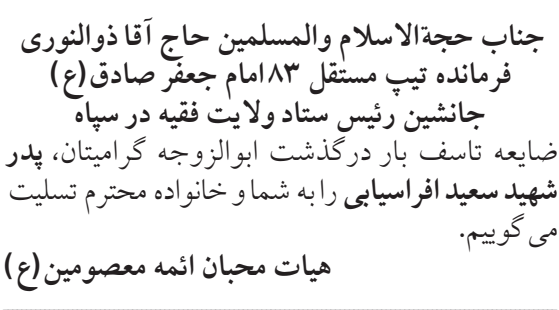 جناب حجةالاسلام والمسلمین حاج آقا ذوالنوری
فرمانده تیپ مستقل ۸۳امام جعفر صادق(ع)
جانشین رئیس ستاد ولایت فقیه در سپاه
ضایعه تاسف بار درگذشت ابوالزوجه گرامیتان، پدر
شهید سعید افراسیابی را به شما و خانواده محترم تسلیت
می گوییم.
هیات محبان ائمه معصومین(ع)